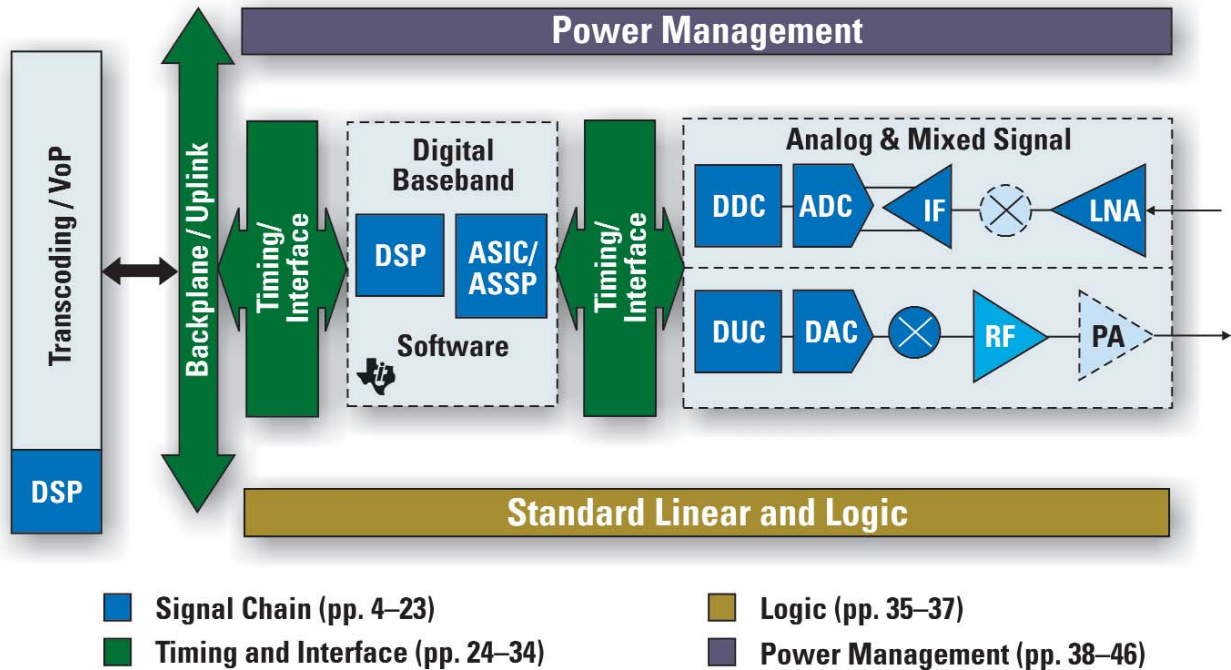 Power Management
Transcoding / VoP
DSP
Backplane / Uplink
Timing/
Interface
Digital
Baseband
DSP
ASIC/
ASSP
Software
ti
Timing/
Interface
Analog & Mixed Signal
DDC
ADC
IF
LNA
DUC
DAC
RF
PA
Standard Linear and Logic
Signal Chain (pp. 4–23)
Timing and Interface (pp. 24–34)
Logic (pp. 35–37)
Power Management (pp. 38–46)